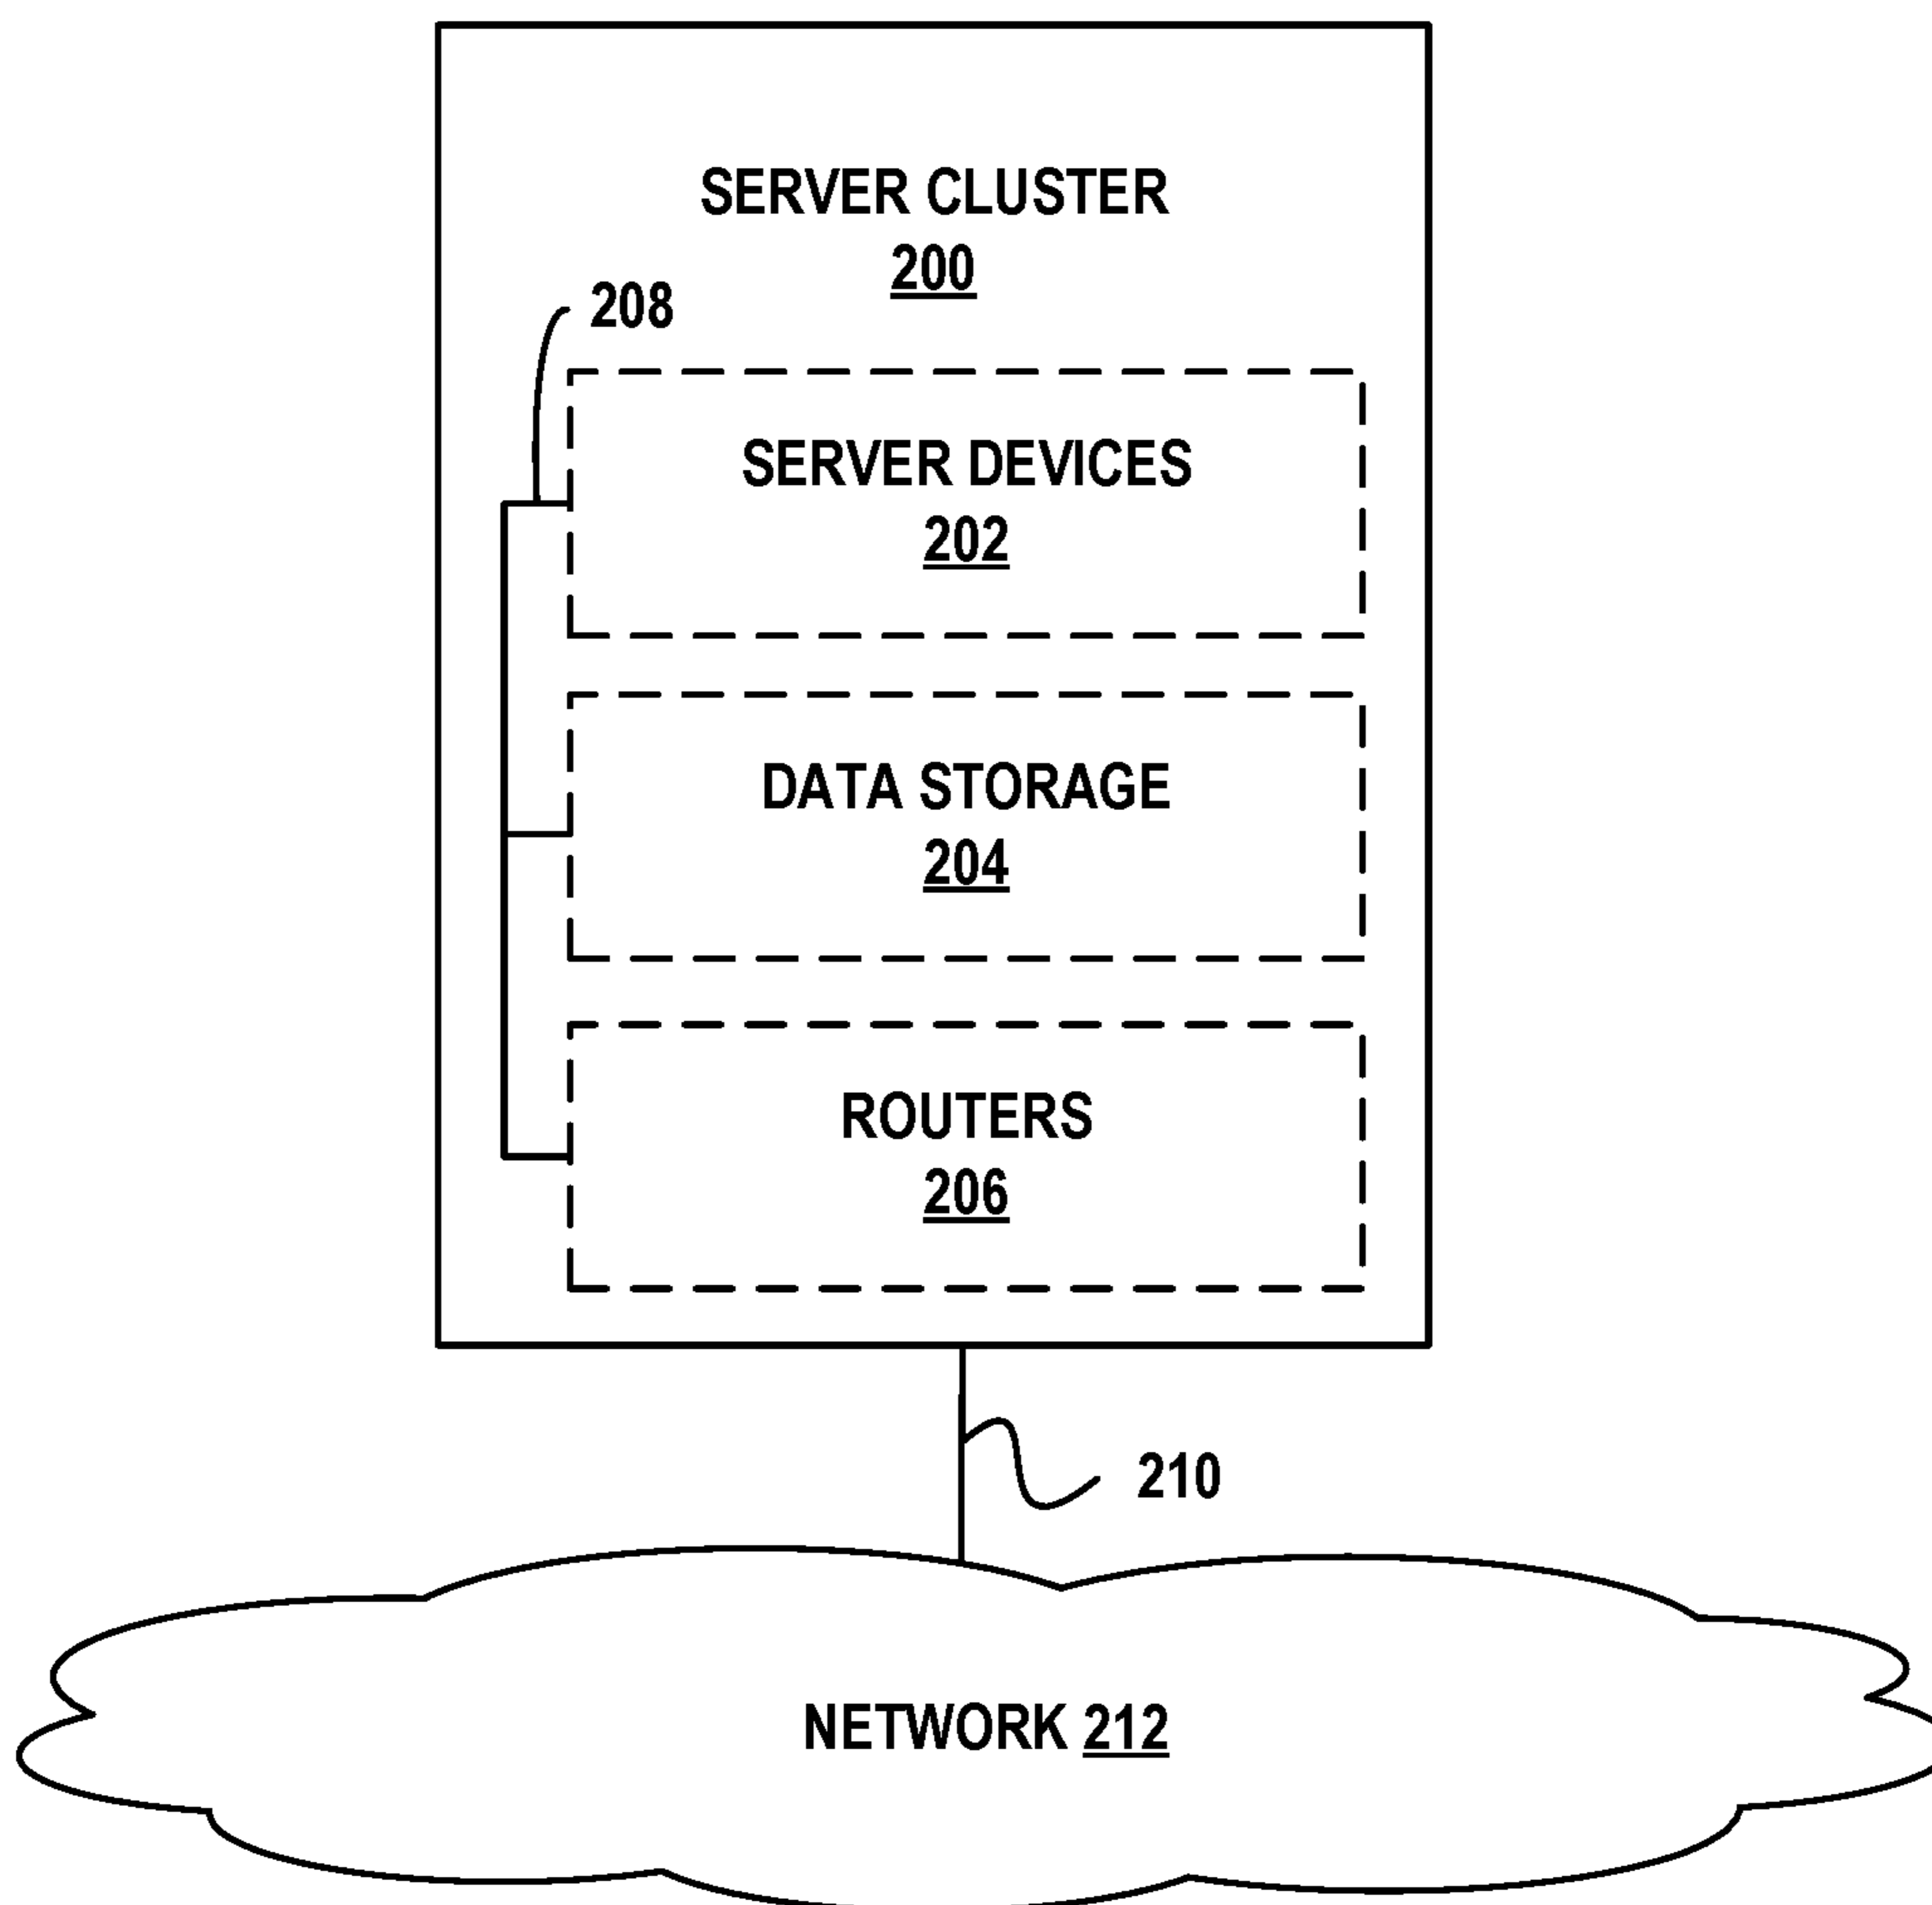 SERVER CLUSTER
200
208
SERVER DEVICES
202
DATA STORAGE
204
ROUTERS
206
210
NETWORK 212